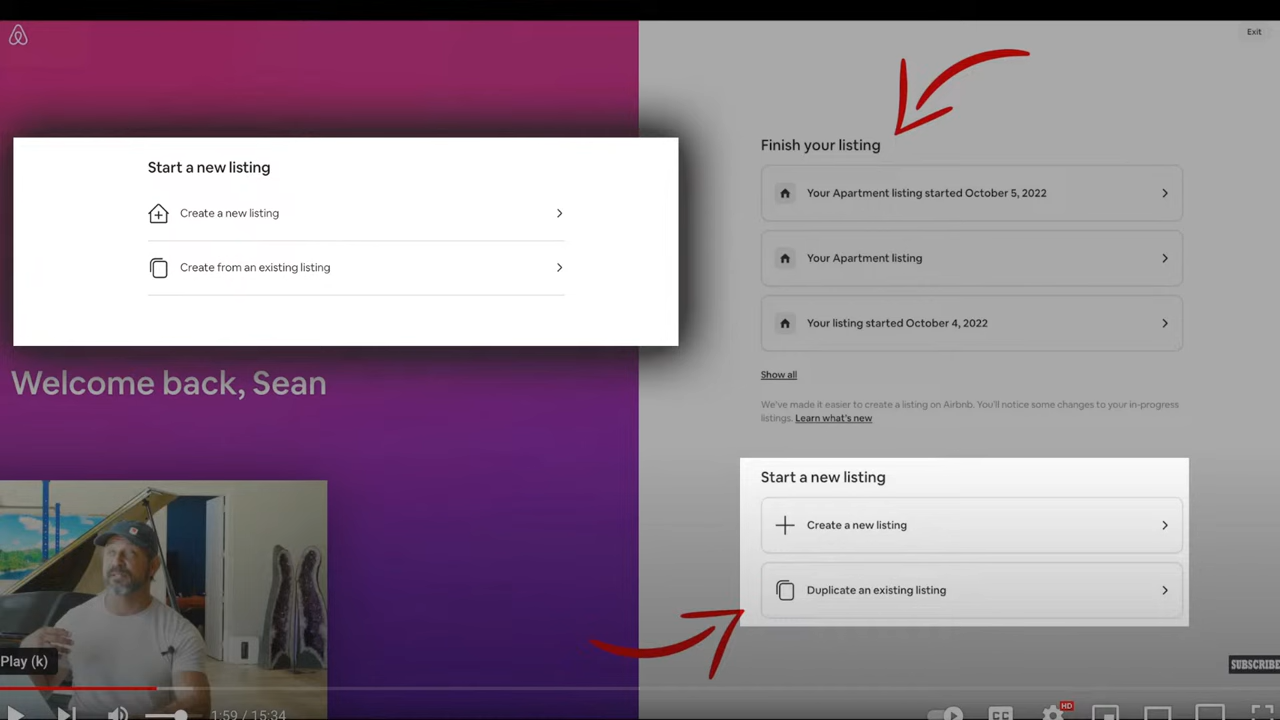 Exit
Start a new listing
Create a new listing
Create from an existing listing
Welcome back, Sean
Finish your listing
Your Apartment listing started October 5, 2022
Your Apartment listing
Your listing started October 4, 2022
Show all
We've made it easier to create a listing on Airbnb. You'll notice some changes to your in-progress
listings. Learn what's new
Start a new listing
Create a new listing
Duplicate an existing listing
Play (k)
SUBSCRIBE
1:59 / 15:34
CC
HD